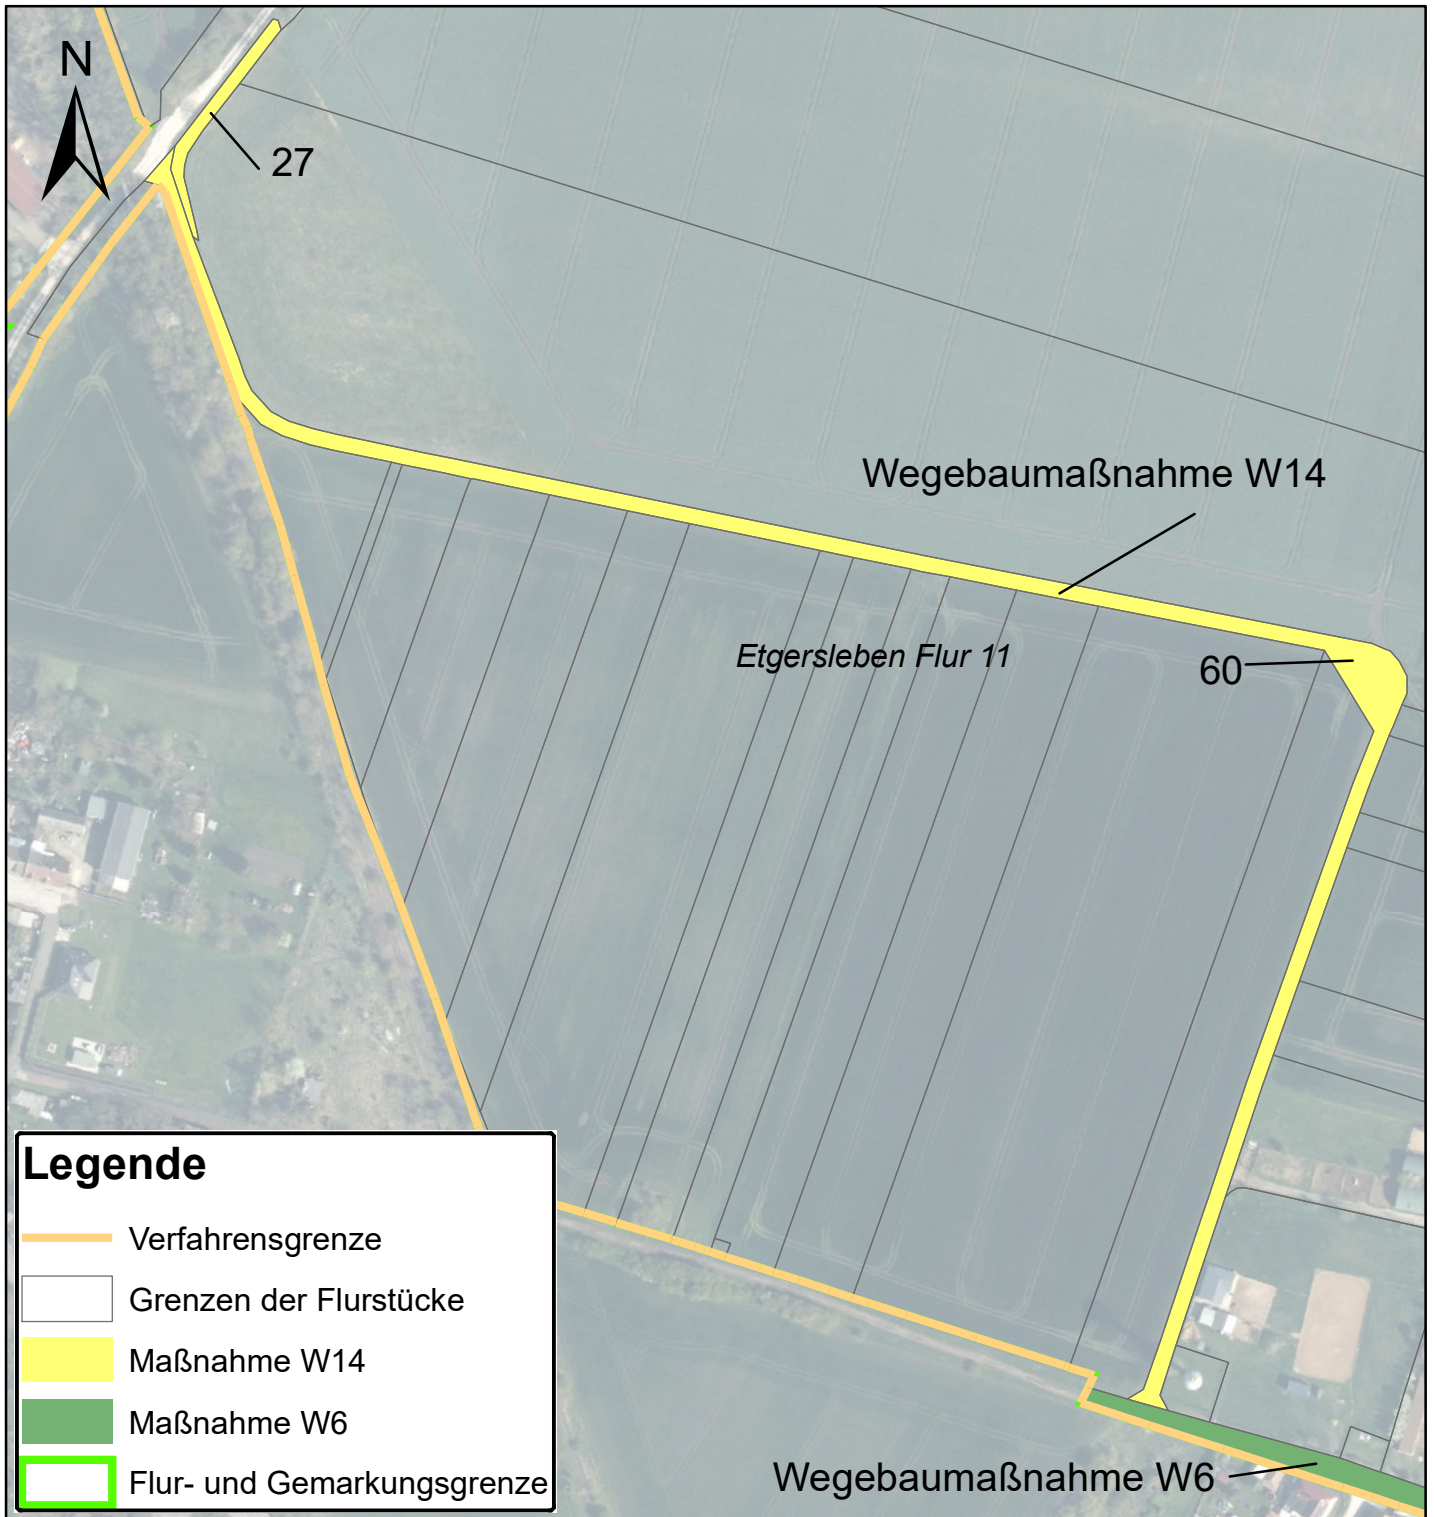 N
27
Wegebaumaßnahme W14
Etgersleben Flur 11
60
Legende
Verfahrensgrenze
Grenzen der Flurstücke
Maßnahme W14
Maßnahme W6
Flur- und Gemarkungsgrenze
Wegebaumaßnahme W6